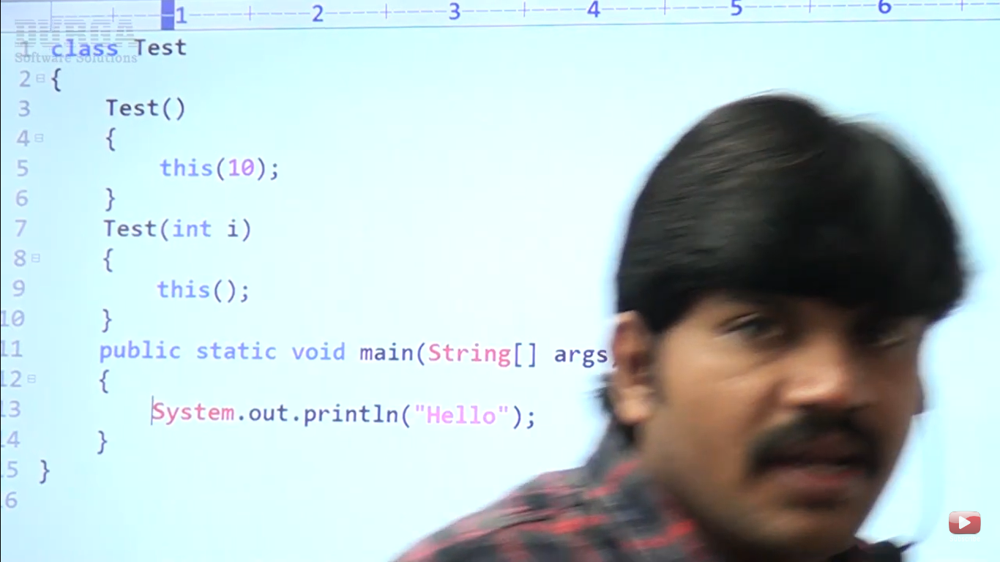 1 2 3 4 5 6
Software Solutions
1 class Test
2 {
3 Test()
4 {
5 this(10);
6 }
7 Test(int i)
8 {
9 this();
10 }
11 public static void main(String[] args)
12 {
13 System.out.println("Hello");
14 }
15 }
16